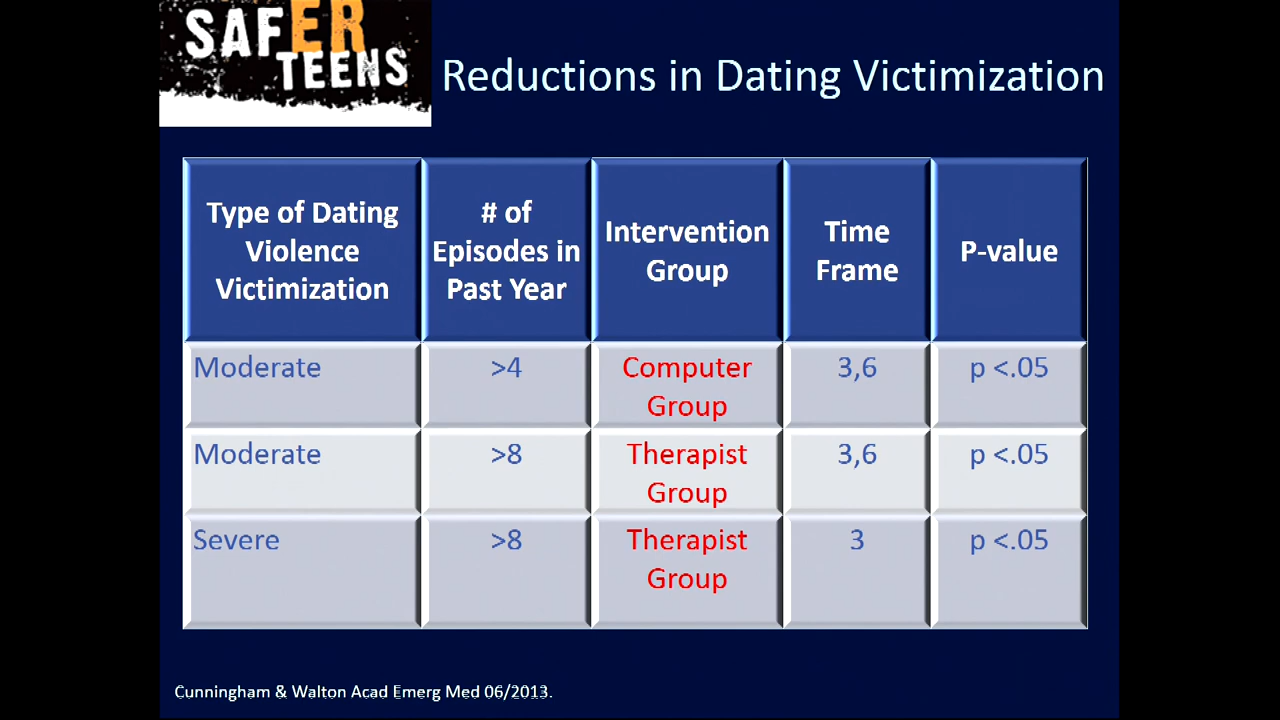 SAFER
TEENS
Reductions in Dating Victimization
Type of Dating
Violence
Victimization
# of
Episodes in
Past Year
Intervention
Group
Time
Frame
P-value
Moderate
>4
Computer
Group
3,6
p <.05
Moderate
>8
Therapist
Group
3,6
p <.05
Severe
>8
Therapist
Group
3
p <.05
Cunningham & Walton Acad Emerg Med 06/2013.